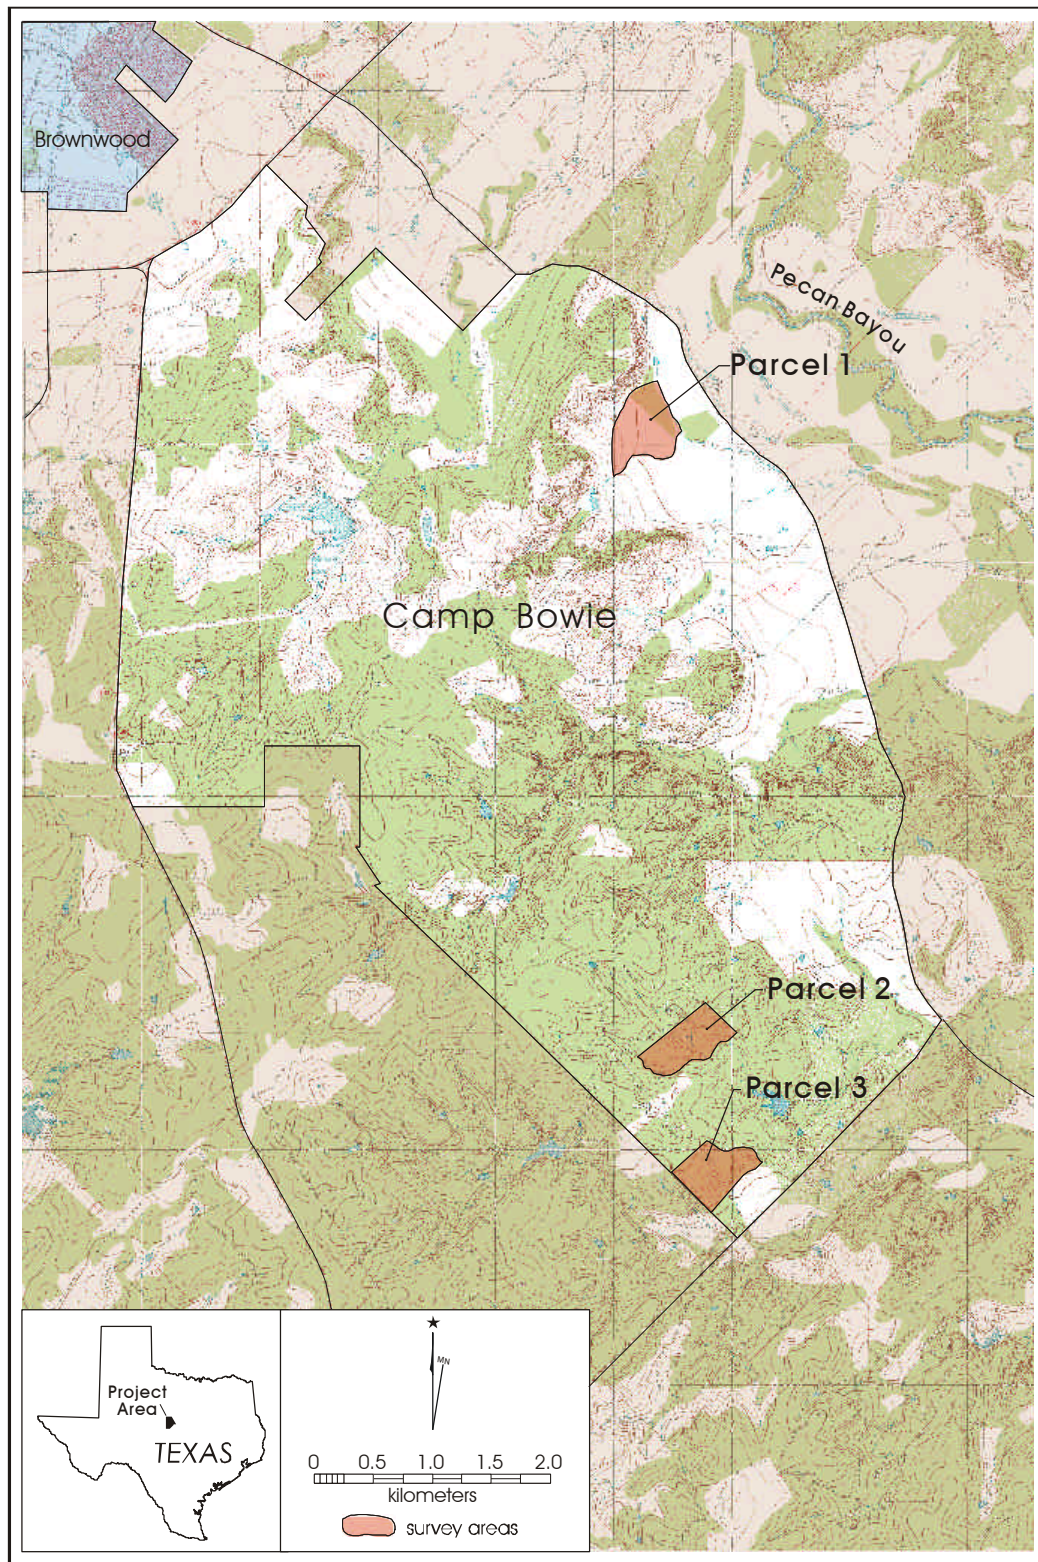 Brownwood
Pecan Bayou
Parcel 1
Camp Bowie
Parcel 2
Parcel 3
Project
Area
TEXAS
MN
0 0.5 1.0 1.5 2.0
kilometers
survey areas